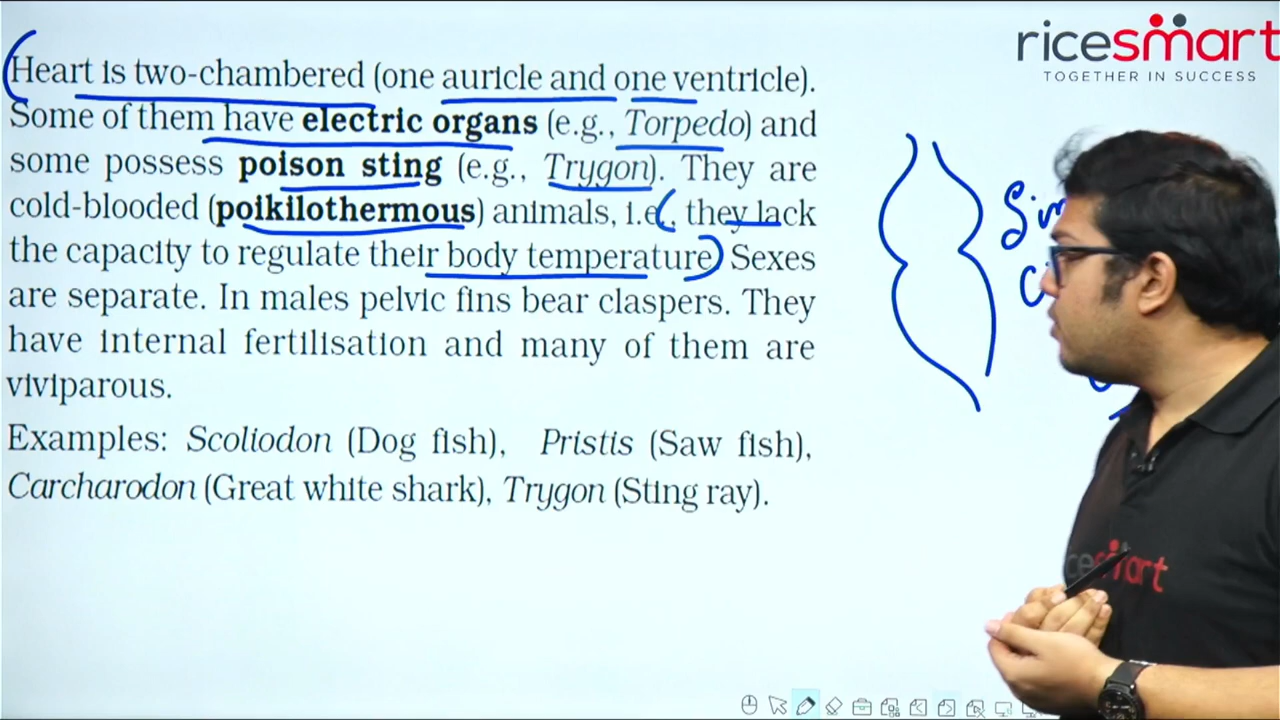 ricesmart
TOGETHER IN SUCCESS
Heart is two-chambered (one auricle and one ventricle).
Some of them have electric organs (e.g., Torpedo) and
some possess poison sting (e.g., Trygon). They are
cold-blooded (poikilothermous) animals, i.e., they lack
the capacity to regulate their body temperature. Sexes
are separate. In males pelvic fins bear claspers. They
have internal fertilisation and many of them are
viviparous.
Examples: Scoliodon (Dog fish), Pristis (Saw fish),
Carcharodon (Great white shark), Trygon (Sting ray).
ricesmart